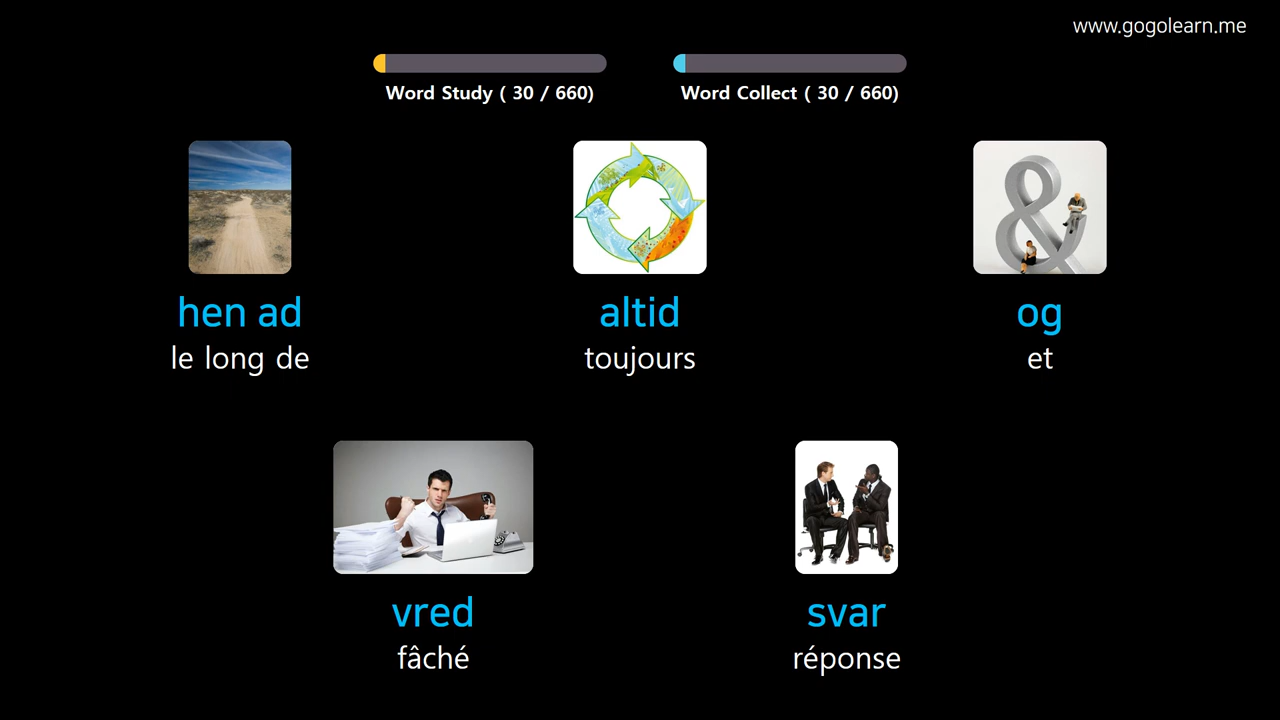 www.gogolearn.me
Word Study ( 30 / 660)
Word Collect ( 30 / 660)
hen ad
le long de
altid
toujours
&
og
et
vred
fâché
svar
réponse